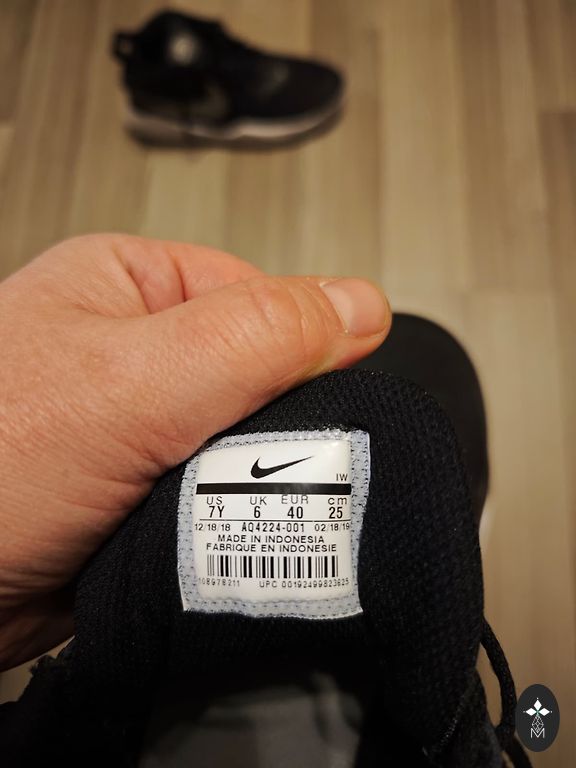 IW
US UK EUR cm
7Y 6 40 25
12/18/18 AQ4224-001 02/18/19
MADE IN INDONESIA
FABRIQUE EN INDONESIE
108978211 UPC 00192499823625
M